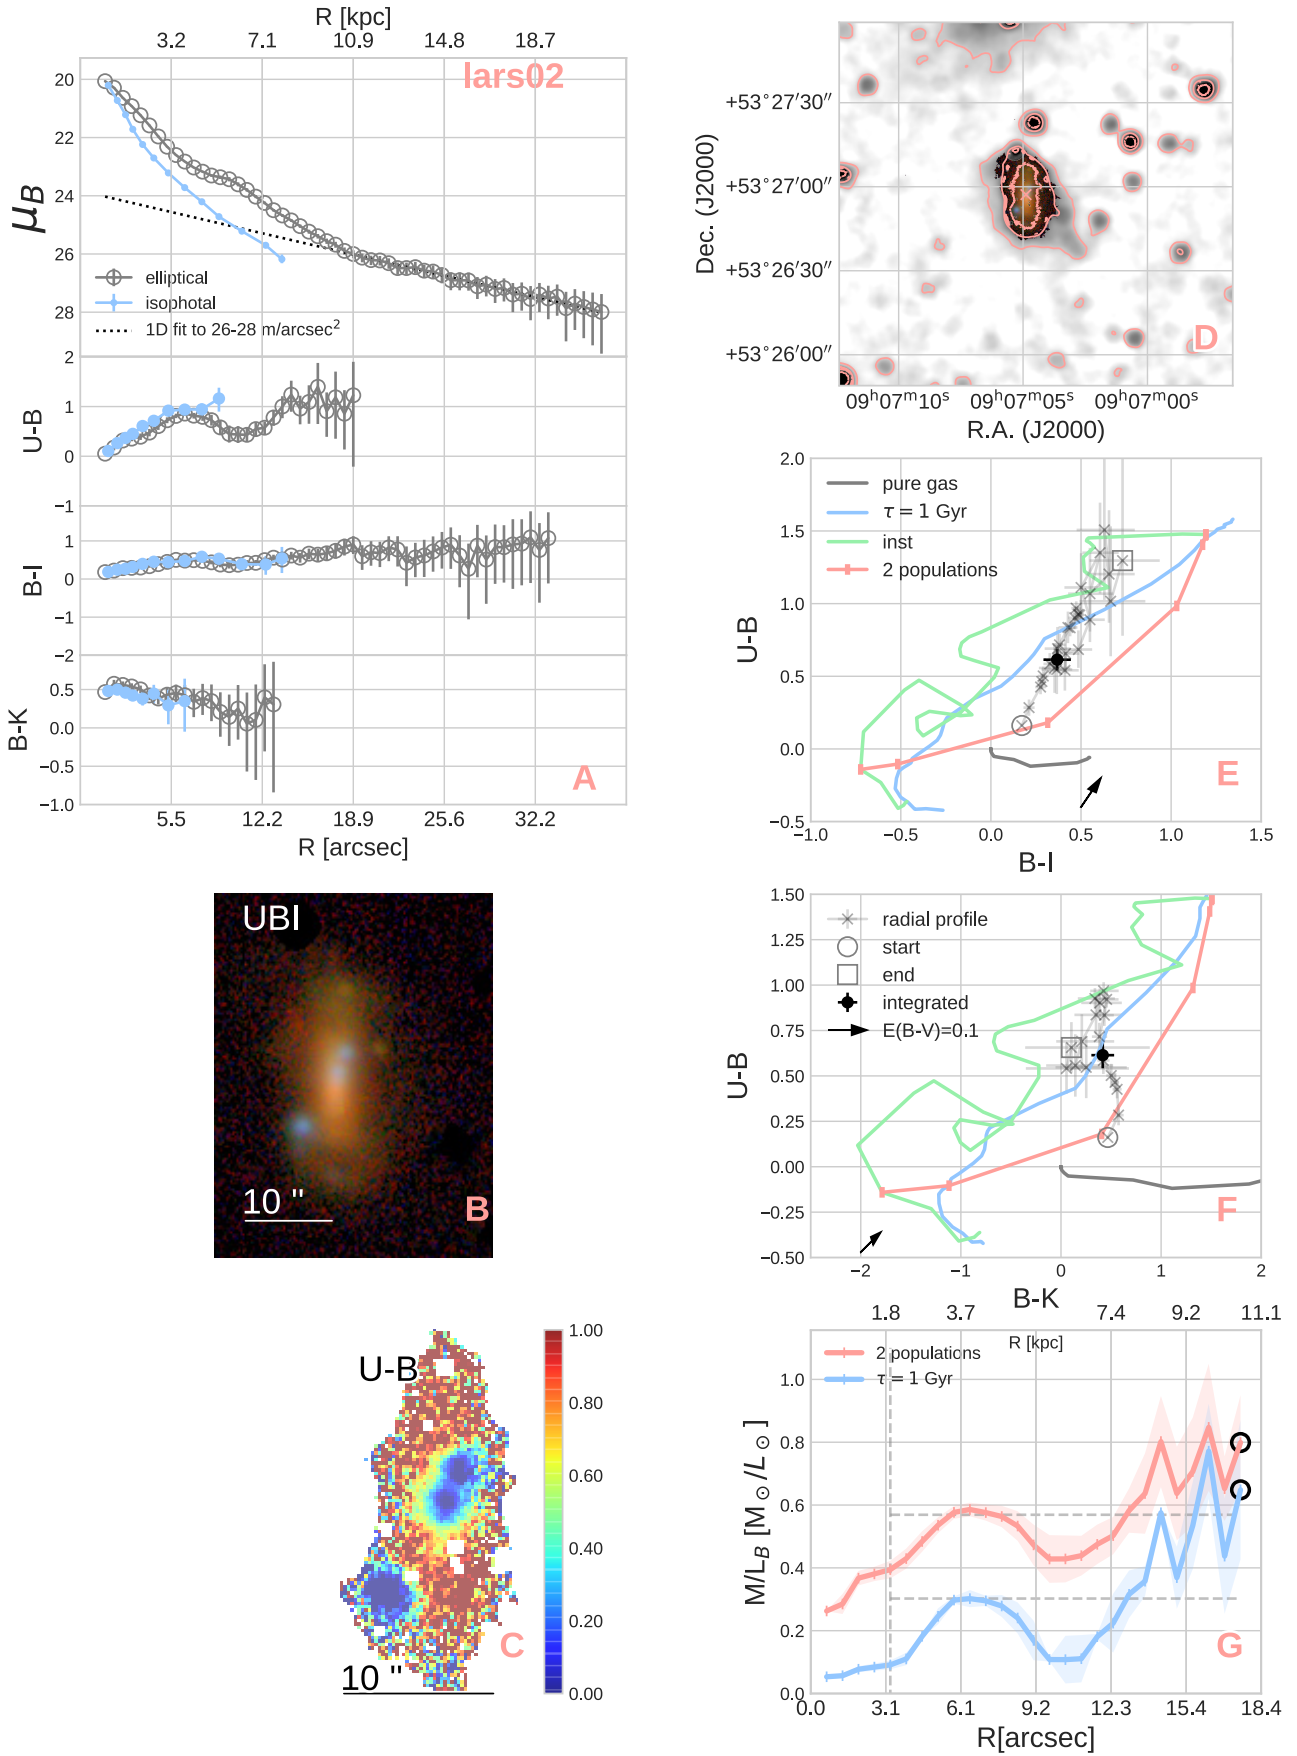 R [kpc]
3.2 7.1 10.9 14.8 18.7
lars02
20
22
24
26
28
μB
elliptical
isophotal
1D fit to 26-28 m/arcsec²
2
1
0
−1
U-B
1
0
−1
−2
B-I
0.5
0.0
−0.5
−1.0
B-K
A
5.5 12.2 18.9 25.6 32.2
R [arcsec]
UBI
10 "
B
U-B
10 "
C
1.00
0.80
0.60
0.40
0.20
0.00
+53°27′30″
+53°27′00″
+53°26′30″
+53°26′00″
Dec. (J2000)
D
09ʰ07ᵐ10ˢ 09ʰ07ᵐ05ˢ 09ʰ07ᵐ00ˢ
R.A. (J2000)
2.0
1.5
1.0
0.5
0.0
−0.5
U-B
pure gas
τ = 1 Gyr
inst
2 populations
E
−1.0 −0.5 0.0 0.5 1.0 1.5
B-I
1.50
1.25
1.00
0.75
0.50
0.25
0.00
−0.25
−0.50
U-B
radial profile
start
end
integrated
E(B-V)=0.1
F
−2 −1 0 1 2
B-K
1.8 3.7 7.4 9.2 11.1
R [kpc]
2 populations
τ = 1 Gyr
1.0
0.8
0.6
0.4
0.2
0.0
M/LB [M⊙/L⊙]
G
0.0 3.1 6.1 9.2 12.3 15.4 18.4
R[arcsec]